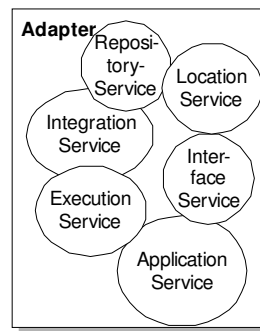 Adapter
Reposi-
tory-
Service
Location
Service
Integration
Service
Inter-
face
Service
Execution
Service
Application
Service